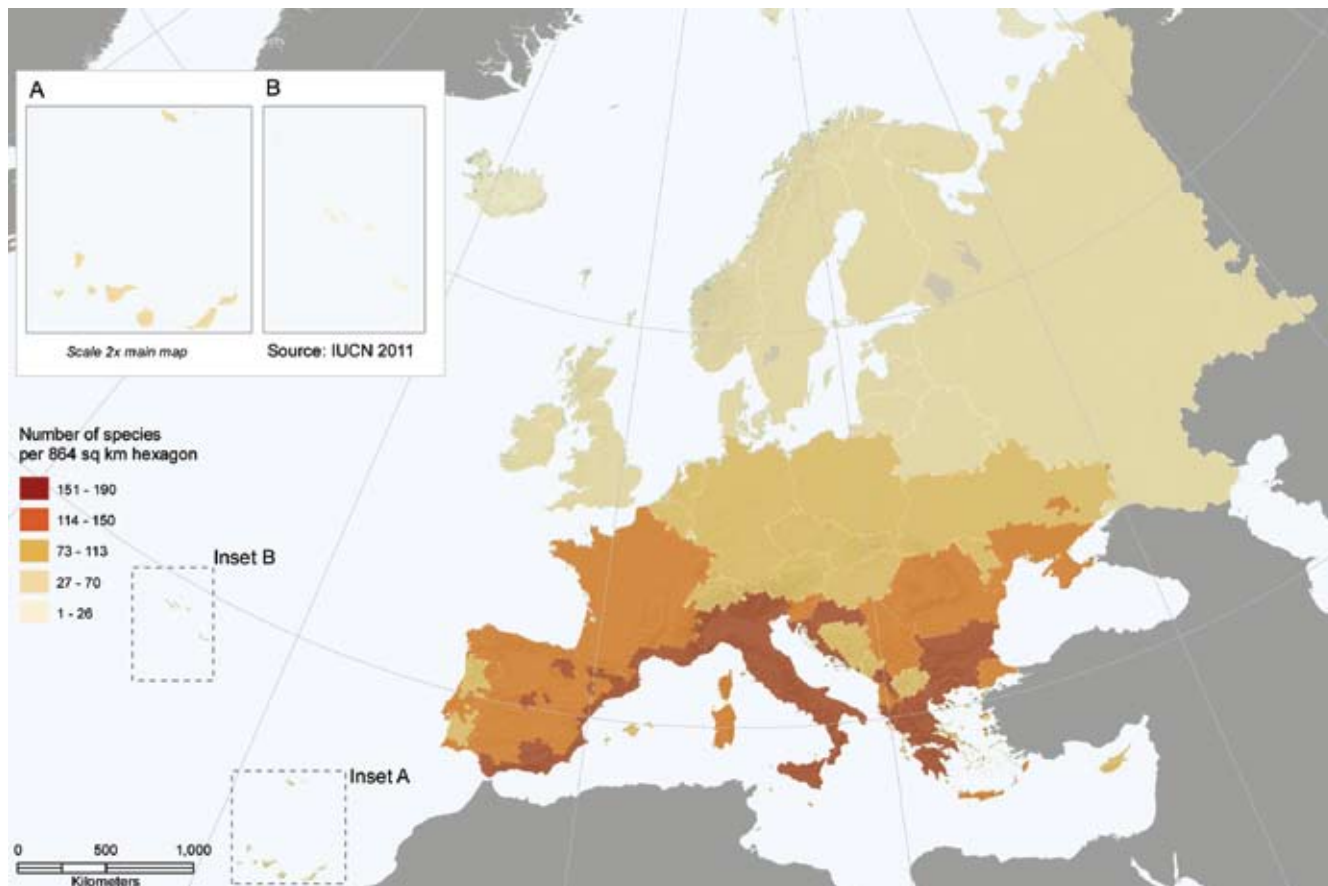 A
B
Scale 2x main map
Source: IUCN 2011
Number of species
per 864 sq km hexagon
151 - 190
114 - 150
73 - 113
27 - 70
1 - 26
Inset B
Inset A
0 500 1,000
Kilometers